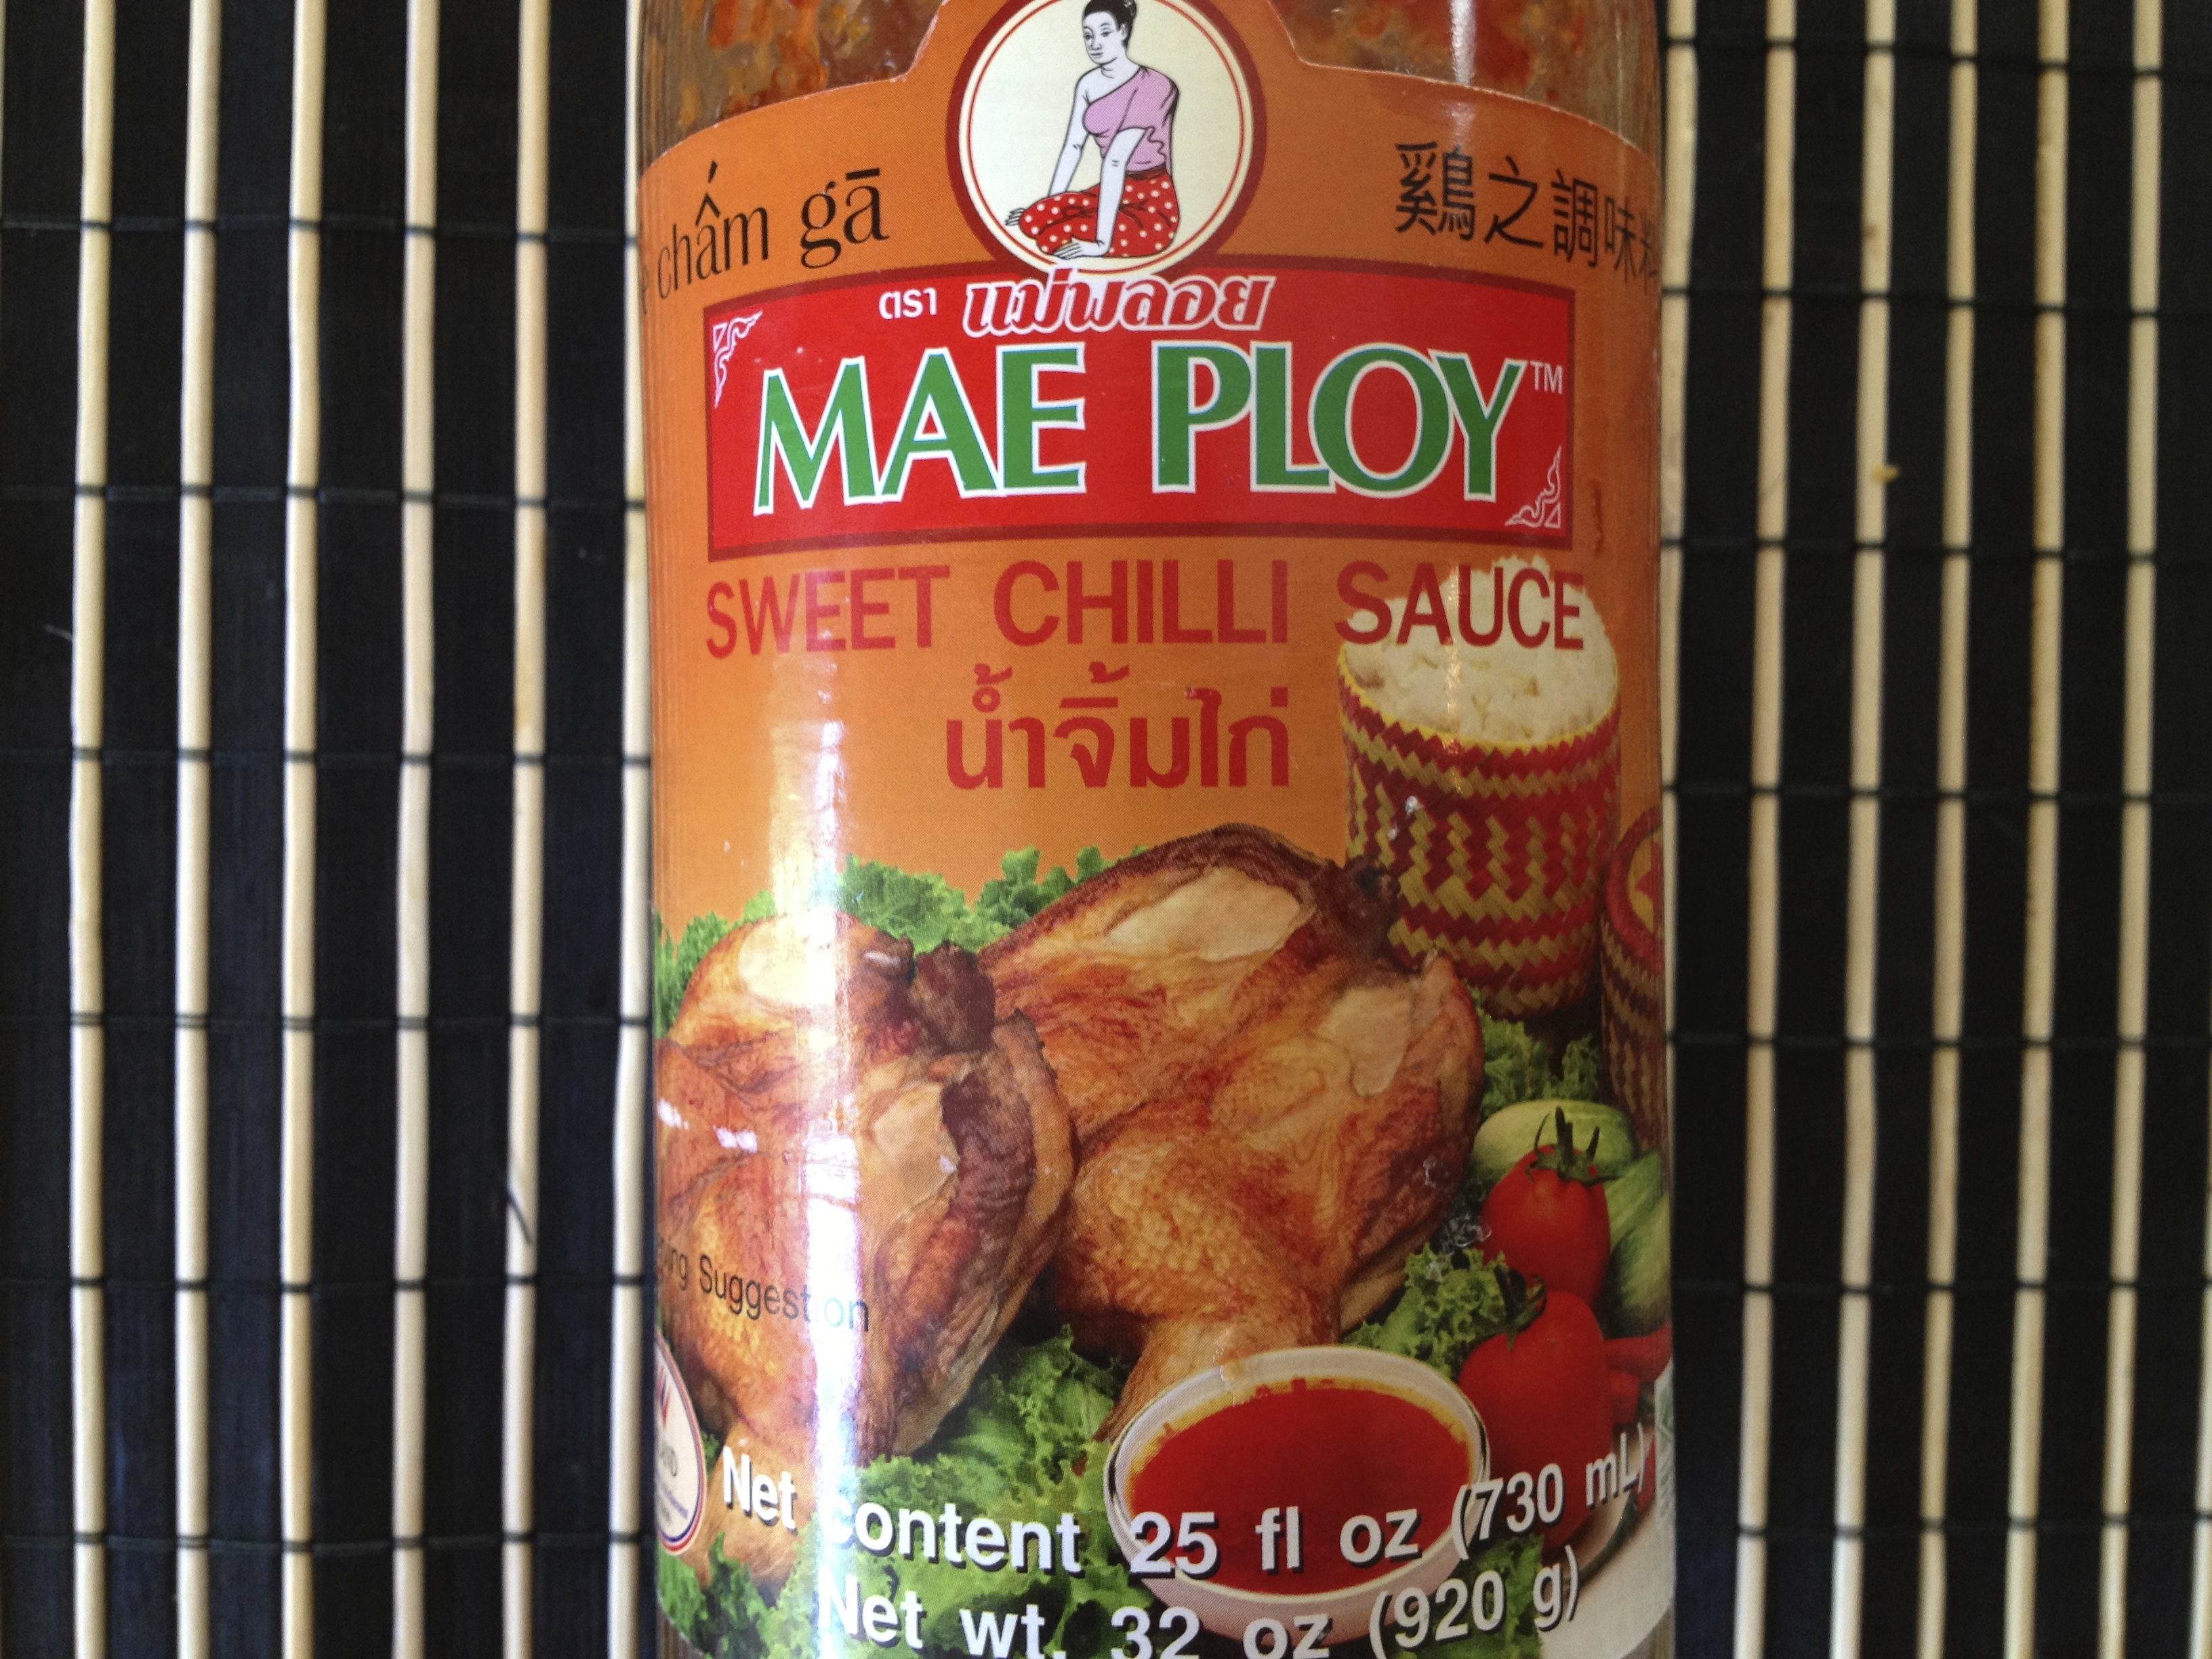 chấm gā
鷄之調味料
ตรา แม่พลอย
MAE PLOY™
SWEET CHILLI SAUCE
น้ำจิ้มไก่
Suggestion
Net content 25 fl oz (730 mL)
Net wt. 32 oz (920 g)